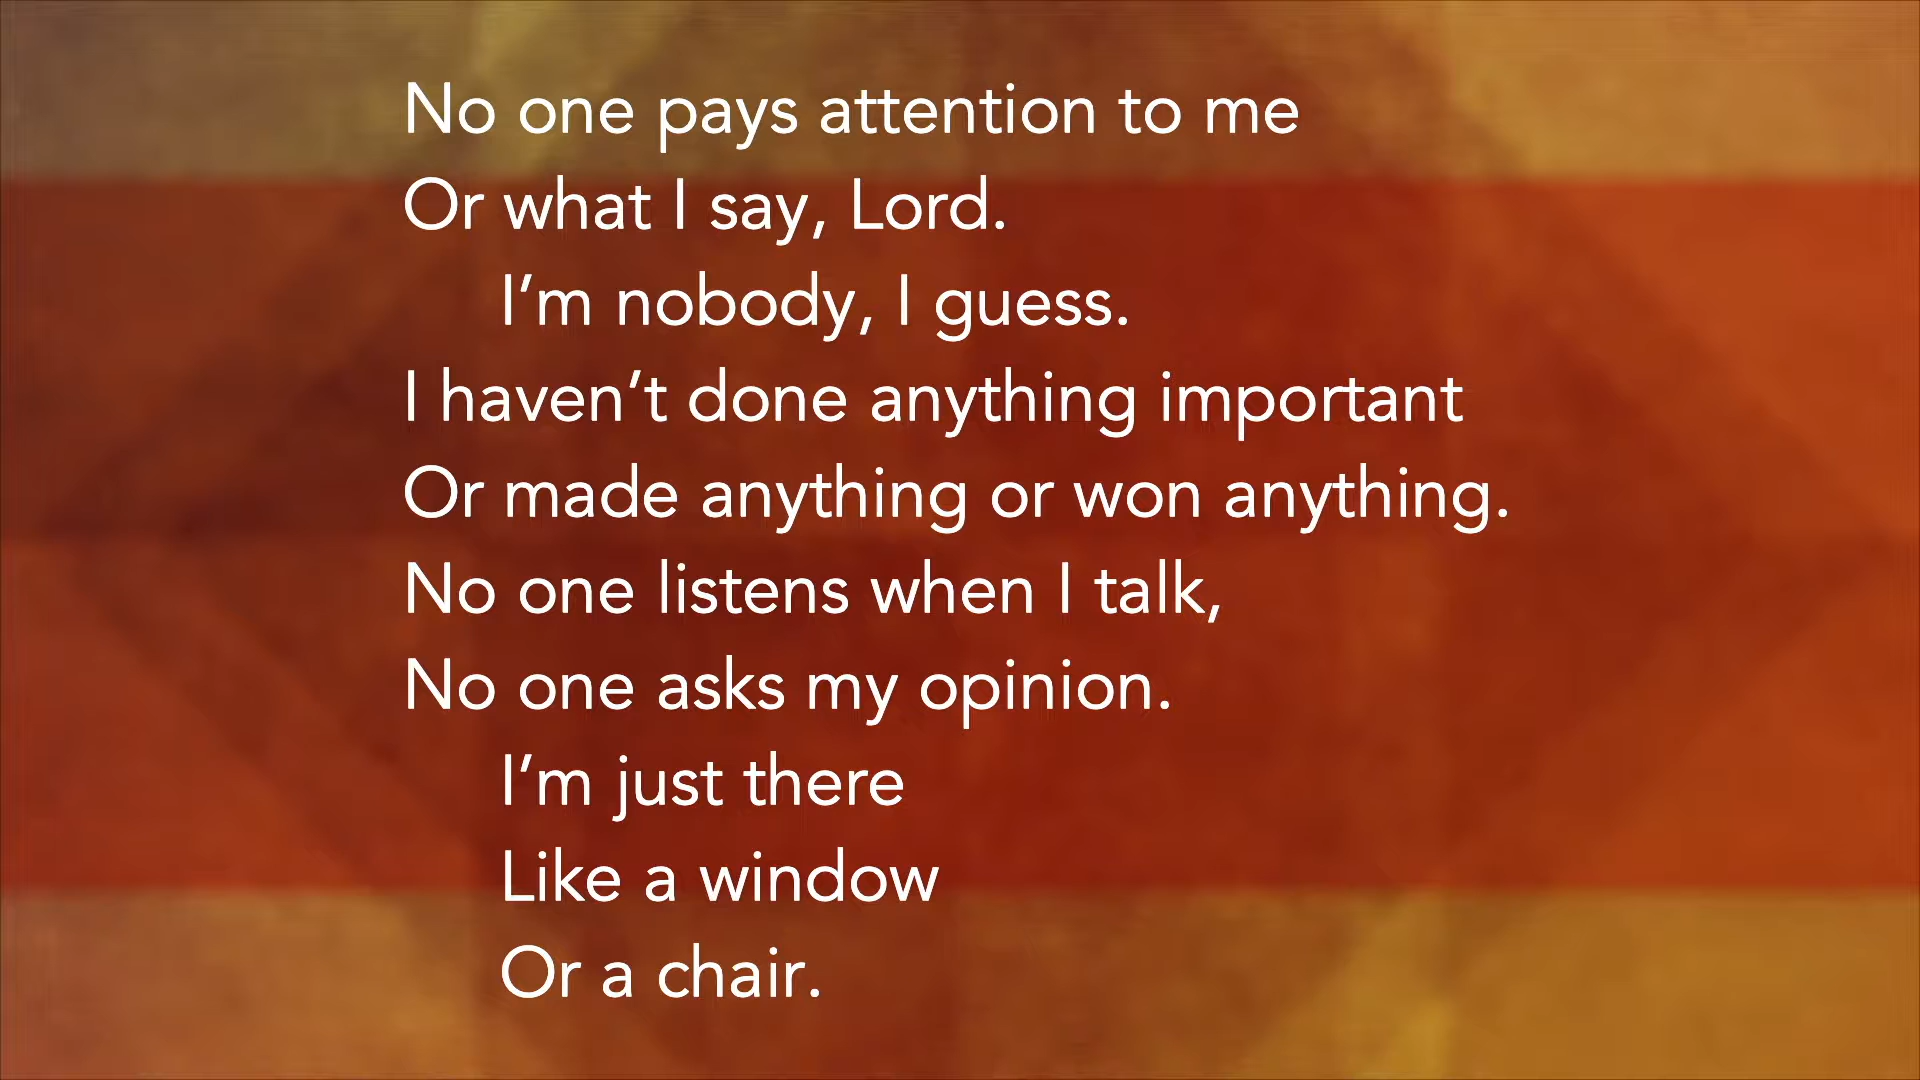 No one pays attention to me
Or what I say, Lord.
I’m nobody, I guess.
I haven’t done anything important
Or made anything or won anything.
No one listens when I talk,
No one asks my opinion.
I’m just there
Like a window
Or a chair.